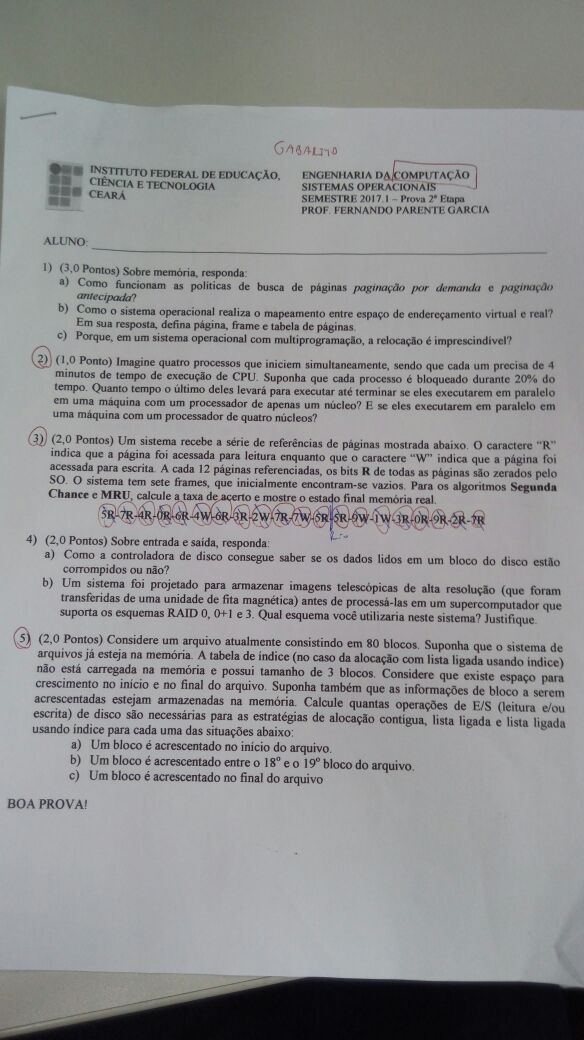 GABARITO
INSTITUTO FEDERAL DE EDUCAÇÃO,
CIÊNCIA E TECNOLOGIA
CEARÁ
ENGENHARIA DA COMPUTAÇÃO
SISTEMAS OPERACIONAIS
SEMESTRE 2017.1 – Prova 2ª Etapa
PROF. FERNANDO PARENTE GARCIA
ALUNO:
1) (3,0 Pontos) Sobre memória, responda:
a) Como funcionam as políticas de busca de páginas paginação por demanda e paginação
antecipada?
b) Como o sistema operacional realiza o mapeamento entre espaço de endereçamento virtual e real?
Em sua resposta, defina página, frame e tabela de páginas.
c) Porque, em um sistema operacional com multiprogramação, a relocação é imprescindível?
2) (1,0 Ponto) Imagine quatro processos que iniciem simultaneamente, sendo que cada um precisa de 4
minutos de tempo de execução de CPU. Suponha que cada processo é bloqueado durante 20% do
tempo. Quanto tempo o último deles levará para executar até terminar se eles executarem em paralelo
em uma máquina com um processador de apenas um núcleo? E se eles executarem em paralelo em
uma máquina com um processador de quatro núcleos?
3) (2,0 Pontos) Um sistema recebe a série de referências de páginas mostrada abaixo. O caractere "R"
indica que a página foi acessada para leitura enquanto que o caractere "W" indica que a página foi
acessada para escrita. A cada 12 páginas referenciadas, os bits R de todas as páginas são zerados pelo
SO. O sistema tem sete frames, que inicialmente encontram-se vazios. Para os algoritmos Segunda
Chance e MRU, calcule a taxa de acerto e mostre o estado final memória real.
5R-7R-4R-0R-6R-4W-6R-3R-2W-7R-7W-5R-5R-9W-1W-3R-0R-9R-2R-7R
4) (2,0 Pontos) Sobre entrada e saída, responda:
a) Como a controladora de disco consegue saber se os dados lidos em um bloco do disco estão
corrompidos ou não?
b) Um sistema foi projetado para armazenar imagens telescópicas de alta resolução (que foram
transferidas de uma unidade de fita magnética) antes de processá-las em um supercomputador que
suporta os esquemas RAID 0, 0+1 e 3. Qual esquema você utilizaria neste sistema? Justifique.
5) (2,0 Pontos) Considere um arquivo atualmente consistindo em 80 blocos. Suponha que o sistema de
arquivos já esteja na memória. A tabela de índice (no caso da alocação com lista ligada usando índice)
não está carregada na memória e possui tamanho de 3 blocos. Considere que existe espaço para
crescimento no início e no final do arquivo. Suponha também que as informações de bloco a serem
acrescentadas estejam armazenadas na memória. Calcule quantas operações de E/S (leitura e/ou
escrita) de disco são necessárias para as estratégias de alocação contígua, lista ligada e lista ligada
usando índice para cada uma das situações abaixo:
a) Um bloco é acrescentado no início do arquivo.
b) Um bloco é acrescentado entre o 18º e o 19º bloco do arquivo.
c) Um bloco é acrescentado no final do arquivo
BOA PROVA!